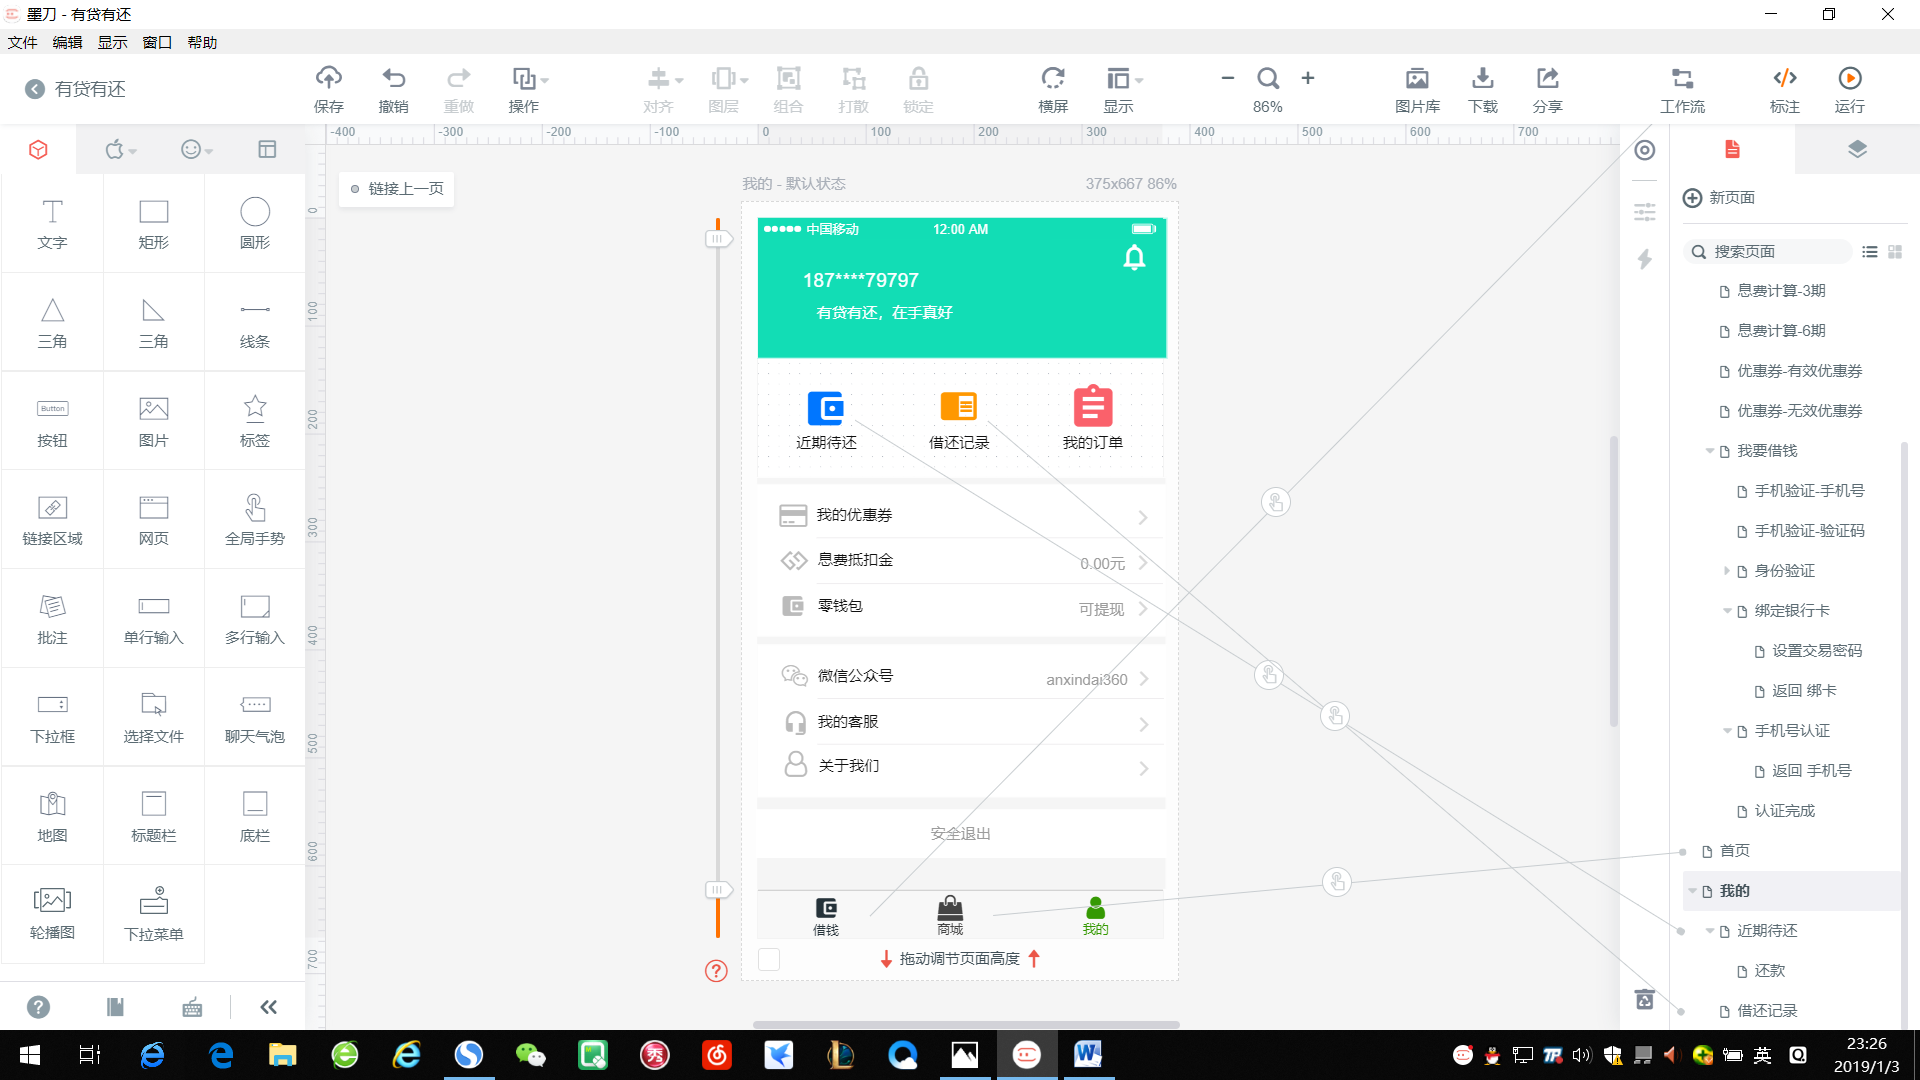 墨刀 - 有贷有还
文件 编辑 显示 窗口 帮助
有贷有还
保存 撤销 重做 操作 对齐 图层 组合 打散 锁定 横屏 显示 86% 图片库 下载 分享 工作流 标注 运行
-400 -300 -200 -100 0 100 200 300 400 500 600 700
0
100
200
300
400
500
600
700
文字 矩形 圆形
三角 三角 线条
Button
按钮 图片 标签
链接区域 网页 全局手势
批注 单行输入 多行输入
下拉框 选择文件 聊天气泡
地图 标题栏 底栏
轮播图 下拉菜单
链接上一页
我的 - 默认状态 375x667 86%
中国移动 12:00 AM
187****79797
有贷有还，在手真好
近期待还 借还记录 我的订单
我的优惠券
息费抵扣金 0.00元
零钱包 可提现
微信公众号 anxindai360
我的客服
关于我们
安全退出
借钱 商城 我的
拖动调节页面高度
新页面
搜索页面
息费计算-3期
息费计算-6期
优惠券-有效优惠券
优惠券-无效优惠券
我要借钱
手机验证-手机号
手机验证-验证码
身份验证
绑定银行卡
设置交易密码
返回 绑卡
手机号认证
返回 手机号
认证完成
首页
我的
近期待还
还款
借还记录
秀
英
23:26
2019/1/3